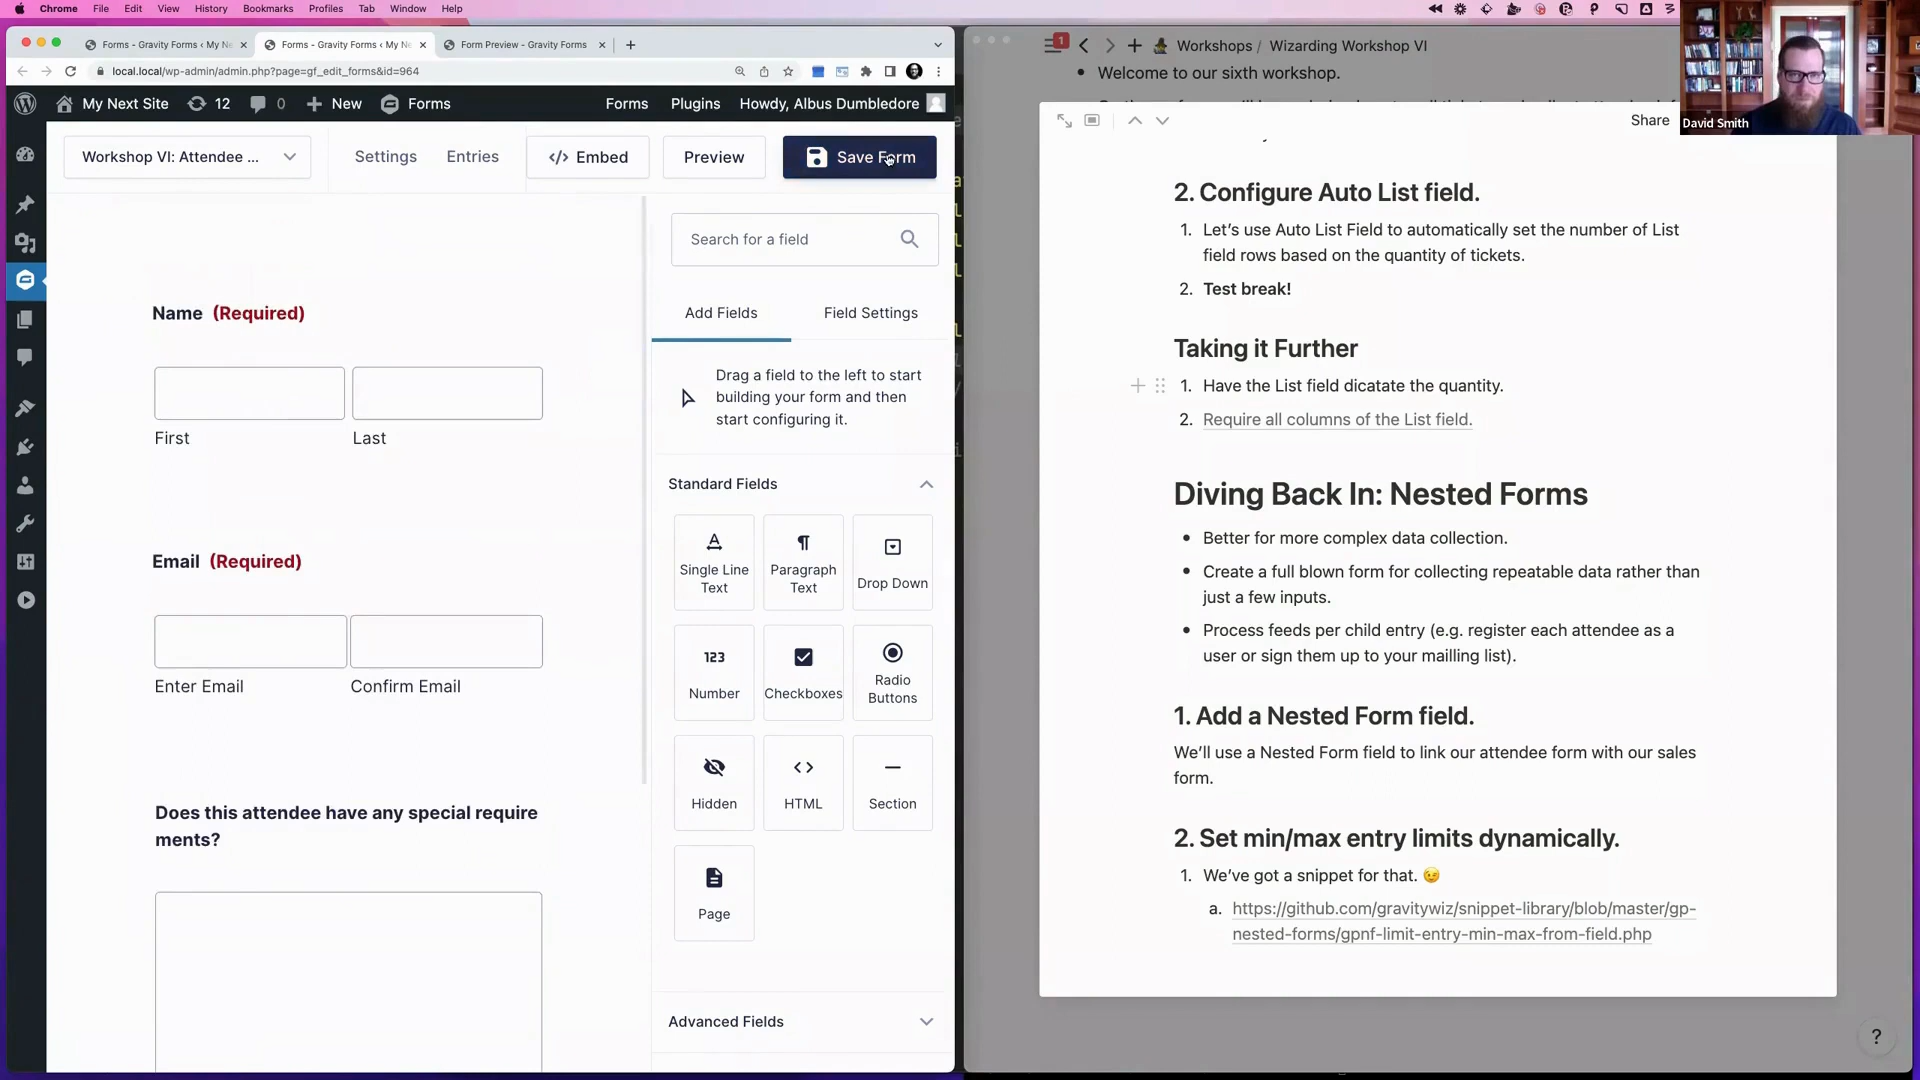 Chrome File Edit View History Bookmarks Profiles Tab Window Help
Forms - Gravity Forms ‹ My Ne
Forms - Gravity Forms ‹ My Ne
Form Preview - Gravity Forms
local.local/wp-admin/admin.php?page=gf_edit_forms&id=964
My Next Site 12 0 New Forms Forms Plugins Howdy, Albus Dumbledore
Workshop VI: Attendee ... Settings Entries Embed Preview Save Form
Name (Required)
First Last
Email (Required)
Enter Email Confirm Email
Does this attendee have any special require
ments?
Search for a field
Add Fields Field Settings
Drag a field to the left to start
building your form and then
start configuring it.
Standard Fields
Single Line
Text
Paragraph
Text
Drop Down
123
Number
Checkboxes
Radio
Buttons
Hidden
HTML
Section
Page
Advanced Fields
1
Workshops / Wizarding Workshop VI
Welcome to our sixth workshop.
Share
David Smith
2. Configure Auto List field.
1. Let's use Auto List Field to automatically set the number of List
field rows based on the quantity of tickets.
2. Test break!
Taking it Further
1. Have the List field dicatate the quantity.
2. Require all columns of the List field.
Diving Back In: Nested Forms
Better for more complex data collection.
Create a full blown form for collecting repeatable data rather than
just a few inputs.
Process feeds per child entry (e.g. register each attendee as a
user or sign them up to your mailling list).
1. Add a Nested Form field.
We'll use a Nested Form field to link our attendee form with our sales
form.
2. Set min/max entry limits dynamically.
1. We've got a snippet for that. 😉
a. https://github.com/gravitywiz/snippet-library/blob/master/gp-
nested-forms/gpnf-limit-entry-min-max-from-field.php
?